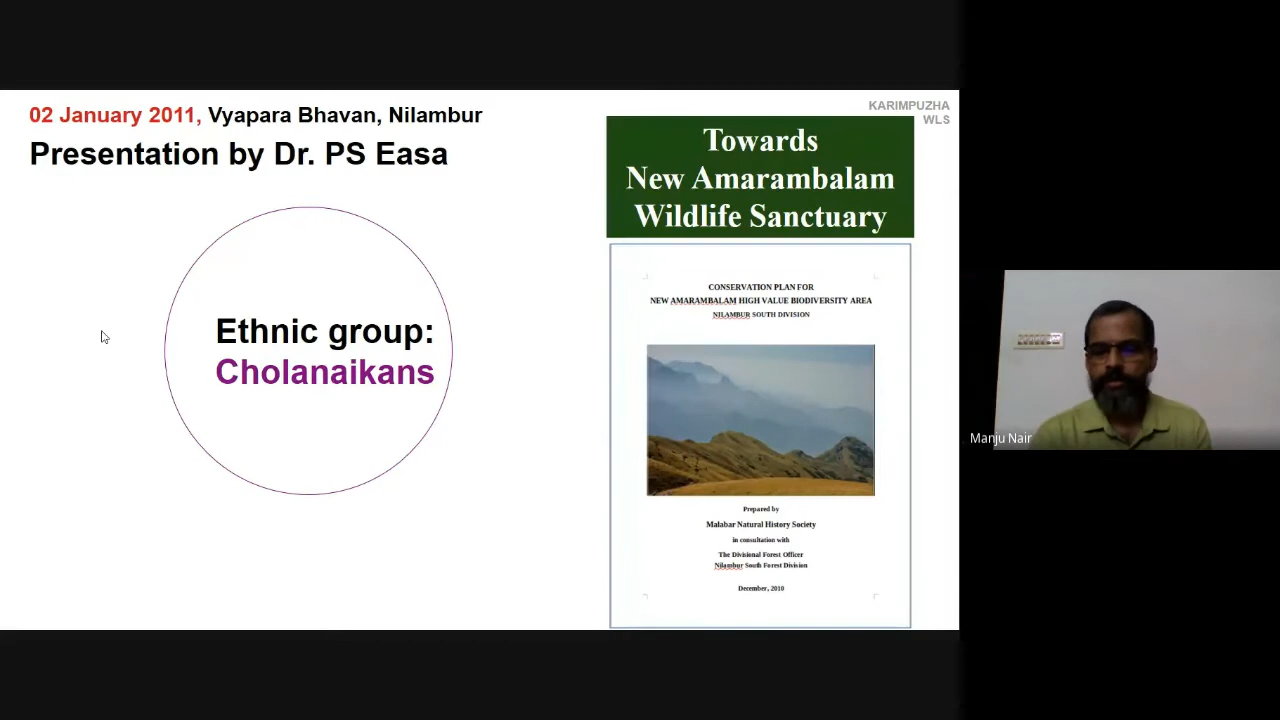 02 January 2011, Vyapara Bhavan, Nilambur
Presentation by Dr. PS Easa
Ethnic group:
Cholanaikans
KARIMPUZHA
WLS
Towards
New Amarambalam
Wildlife Sanctuary
CONSERVATION PLAN FOR
NEW AMARAMBALAM HIGH VALUE BIODIVERSITY AREA
NILAMBUR SOUTH DIVISION
Prepared by
Malabar Natural History Society
in consultation with
The Divisional Forest Officer
Nilambur South Forest Division
December, 2010
Manju Nair